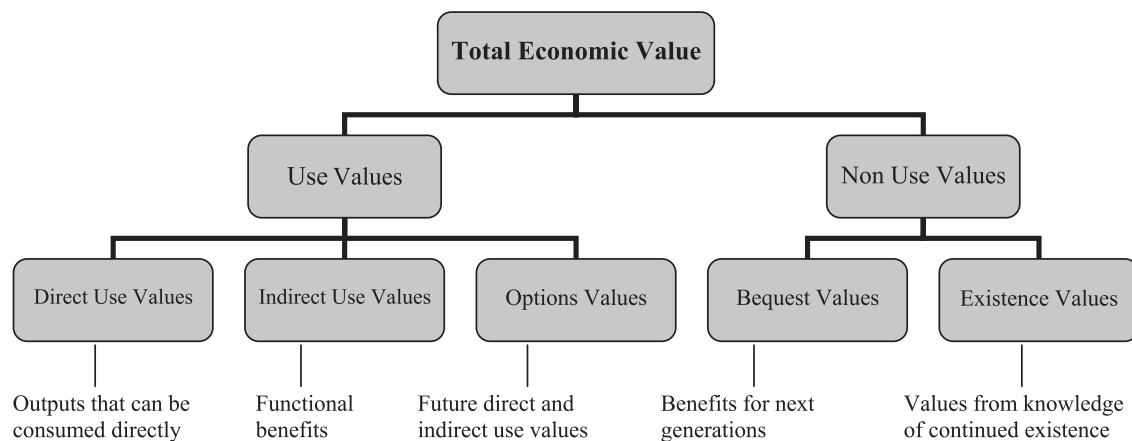 Total Economic Value
Use Values
Non Use Values
Direct Use Values
Indirect Use Values
Options Values
Bequest Values
Existence Values
Outputs that can be
consumed directly
Functional
benefits
Future direct and
indirect use values
Benefits for next
generations
Values from knowledge
of continued existence